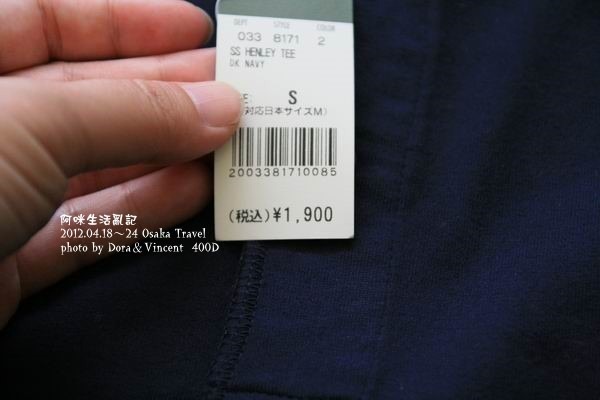 DEPT STYLE COLOR
033 8171 2
SS HENLEY TEE
DK NAVY
S
対応日本サイズM)
2003381710085
(税込)¥1,900
阿咪生活亂記
2012.04.18~24 Osaka Travel
photo by Dora & Vincent 400D